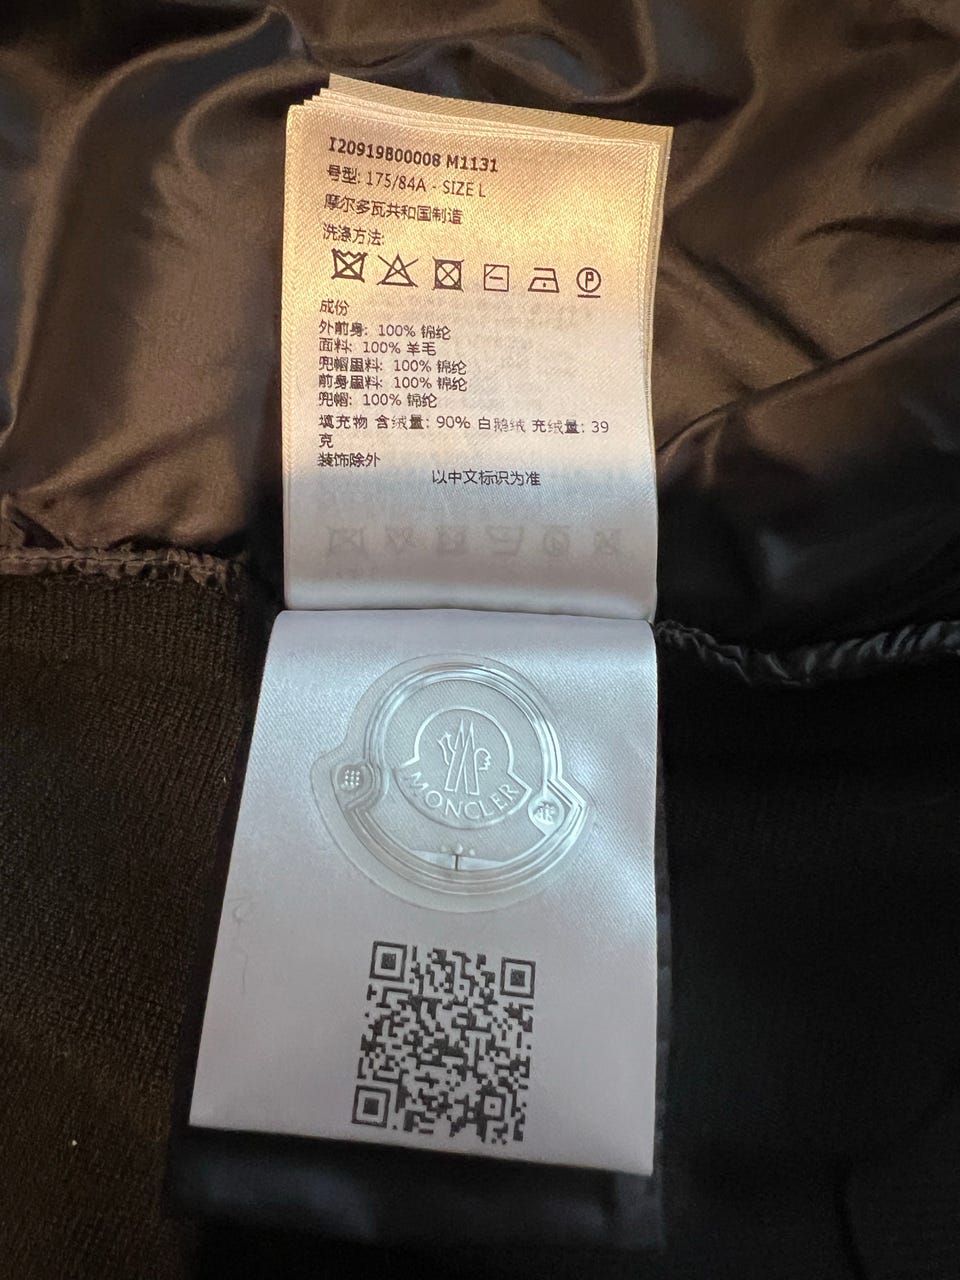 I20919B00008 M1131
号型: 175/84A - SIZE L
摩尔多瓦共和国制造
洗涤方法:
P
成份
外前身: 100% 锦纶
面料: 100% 羊毛
兜帽里料: 100% 锦纶
前身里料: 100% 锦纶
兜帽: 100% 锦纶
填充物 含绒量: 90% 白鹅绒 充绒量: 39
克
装饰除外
以中文标识为准
MONCLER